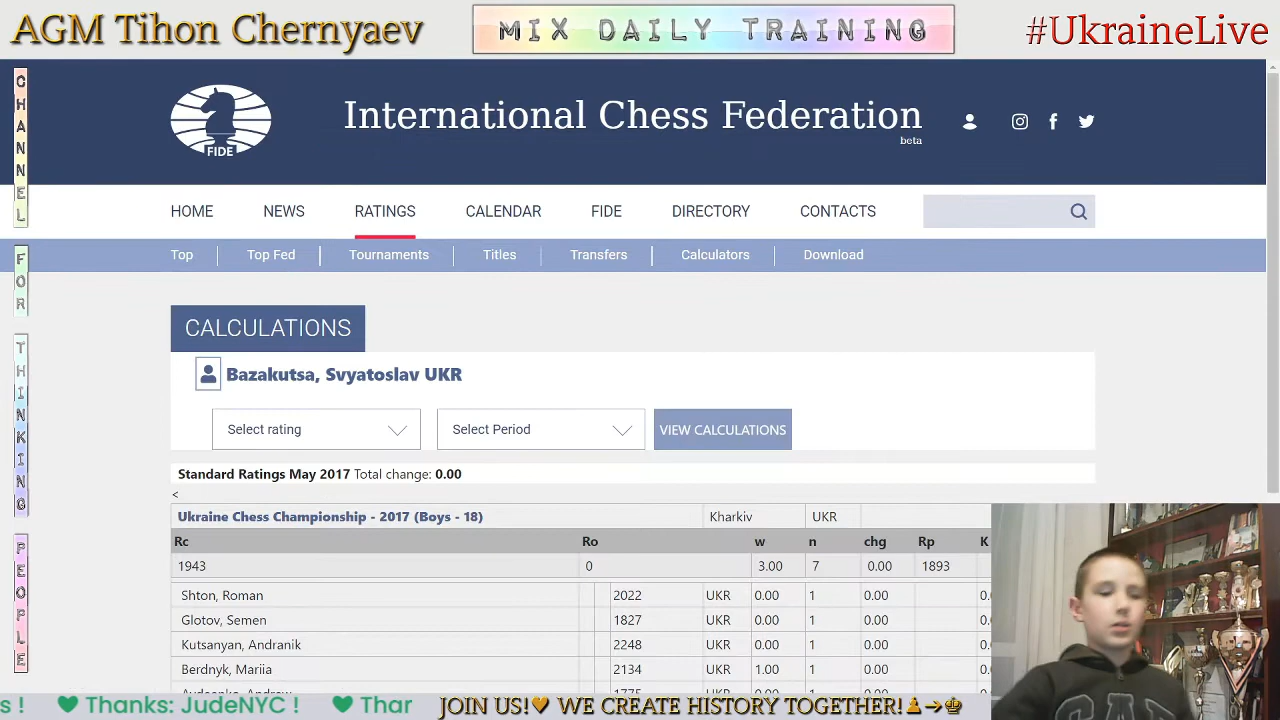 AGM Tihon Chernyaev
MIX DAILY TRAINING
#UkraineLive
CHANNEL
FOR
THINKING
PEOPLE
FIDE
International Chess Federation
beta
HOME NEWS RATINGS CALENDAR FIDE DIRECTORY CONTACTS
Top Top Fed Tournaments Titles Transfers Calculators Download
CALCULATIONS
Bazakutsa, Svyatoslav UKR
Select rating Select Period VIEW CALCULATIONS
Standard Ratings May 2017 Total change: 0.00
<
Ukraine Chess Championship - 2017 (Boys - 18) Kharkiv UKR
Rc Ro w n chg Rp K
1943 0 3.00 7 0.00 1893
Shton, Roman 2022 UKR 0.00 1 0.00 0.
Glotov, Semen 1827 UKR 0.00 1 0.00 0.
Kutsanyan, Andranik 2248 UKR 0.00 1 0.00 0.
Berdnyk, Mariia 2134 UKR 1.00 1 0.00 0.
s ! Thanks: JudeNYC ! Thar
JOIN US! WE CREATE HISTORY TOGETHER!